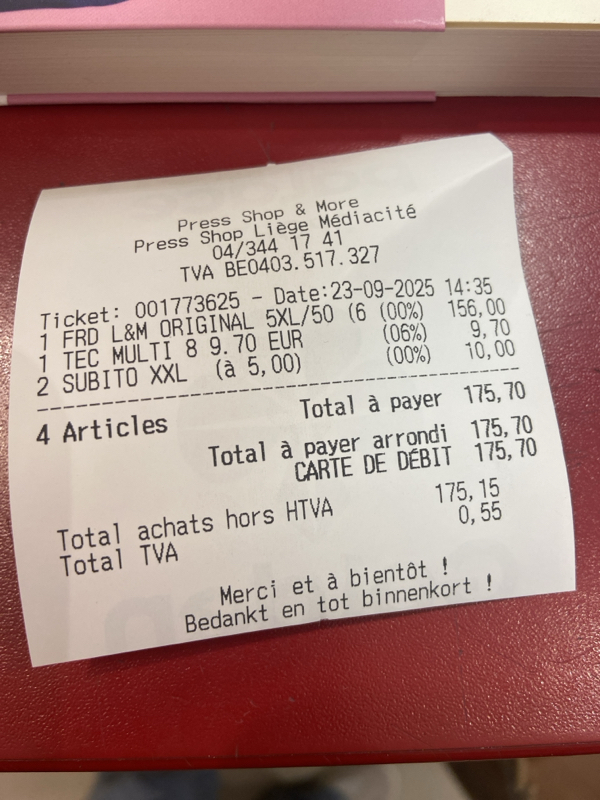 Press Shop & More
Press Shop Liège Médiacité
04/344 17 41
TVA BE0403.517.327
Ticket: 001773625 - Date:23-09-2025 14:35
1 FRD L&M ORIGINAL 5XL/50 (6 (00%) 156,00
1 TEC MULTI 8 9.70 EUR (06%) 9,70
2 SUBITO XXL (à 5,00) (00%) 10,00
4 Articles Total à payer 175,70
Total à payer arrondi 175,70
CARTE DE DÉBIT 175,70
Total achats hors HTVA 175,15
Total TVA 0,55
Merci et à bientôt !
Bedankt en tot binnenkort !